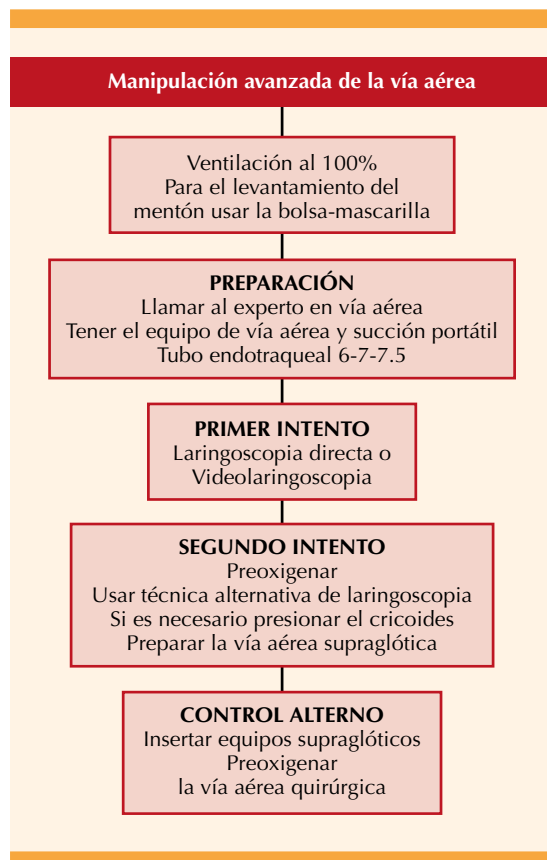 Manipulación avanzada de la vía aérea
Ventilación al 100%
Para el levantamiento del
mentón usar la bolsa-mascarilla
PREPARACIÓN
Llamar al experto en vía aérea
Tener el equipo de vía aérea y succión portátil
Tubo endotraqueal 6-7-7.5
PRIMER INTENTO
Laringoscopia directa o
Videolaringoscopia
SEGUNDO INTENTO
Preoxigenar
Usar técnica alternativa de laringoscopia
Si es necesario presionar el cricoides
Preparar la vía aérea supraglótica
CONTROL ALTERNO
Insertar equipos supraglóticos
Preoxigenar
la vía aérea quirúrgica